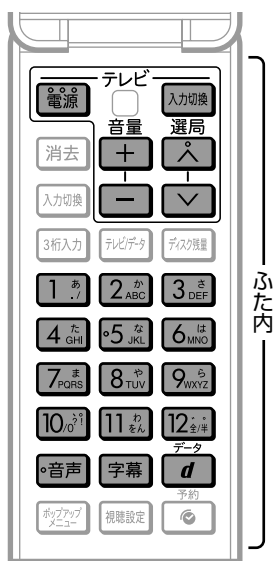 テレビ
電源
入力切換
音量 選局
消去 +
入力切換 −
3桁入力 テレビ/データ ディスク残量
1 あ ./ 2 か ABC 3 さ DEF
4 た GHI 5 な JKL 6 は MNO
7 ま PQRS 8 や TUV 9 ら WXYZ
10/0 ゛゜?! 11 わをん 12 全/半
データ
音声 字幕 d
予約
ポップアップメニュー 視聴設定
ふた内